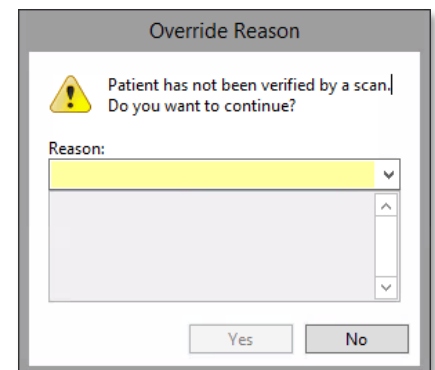 Override Reason
Patient has not been verified by a scan.
Do you want to continue?
Reason:
Yes No